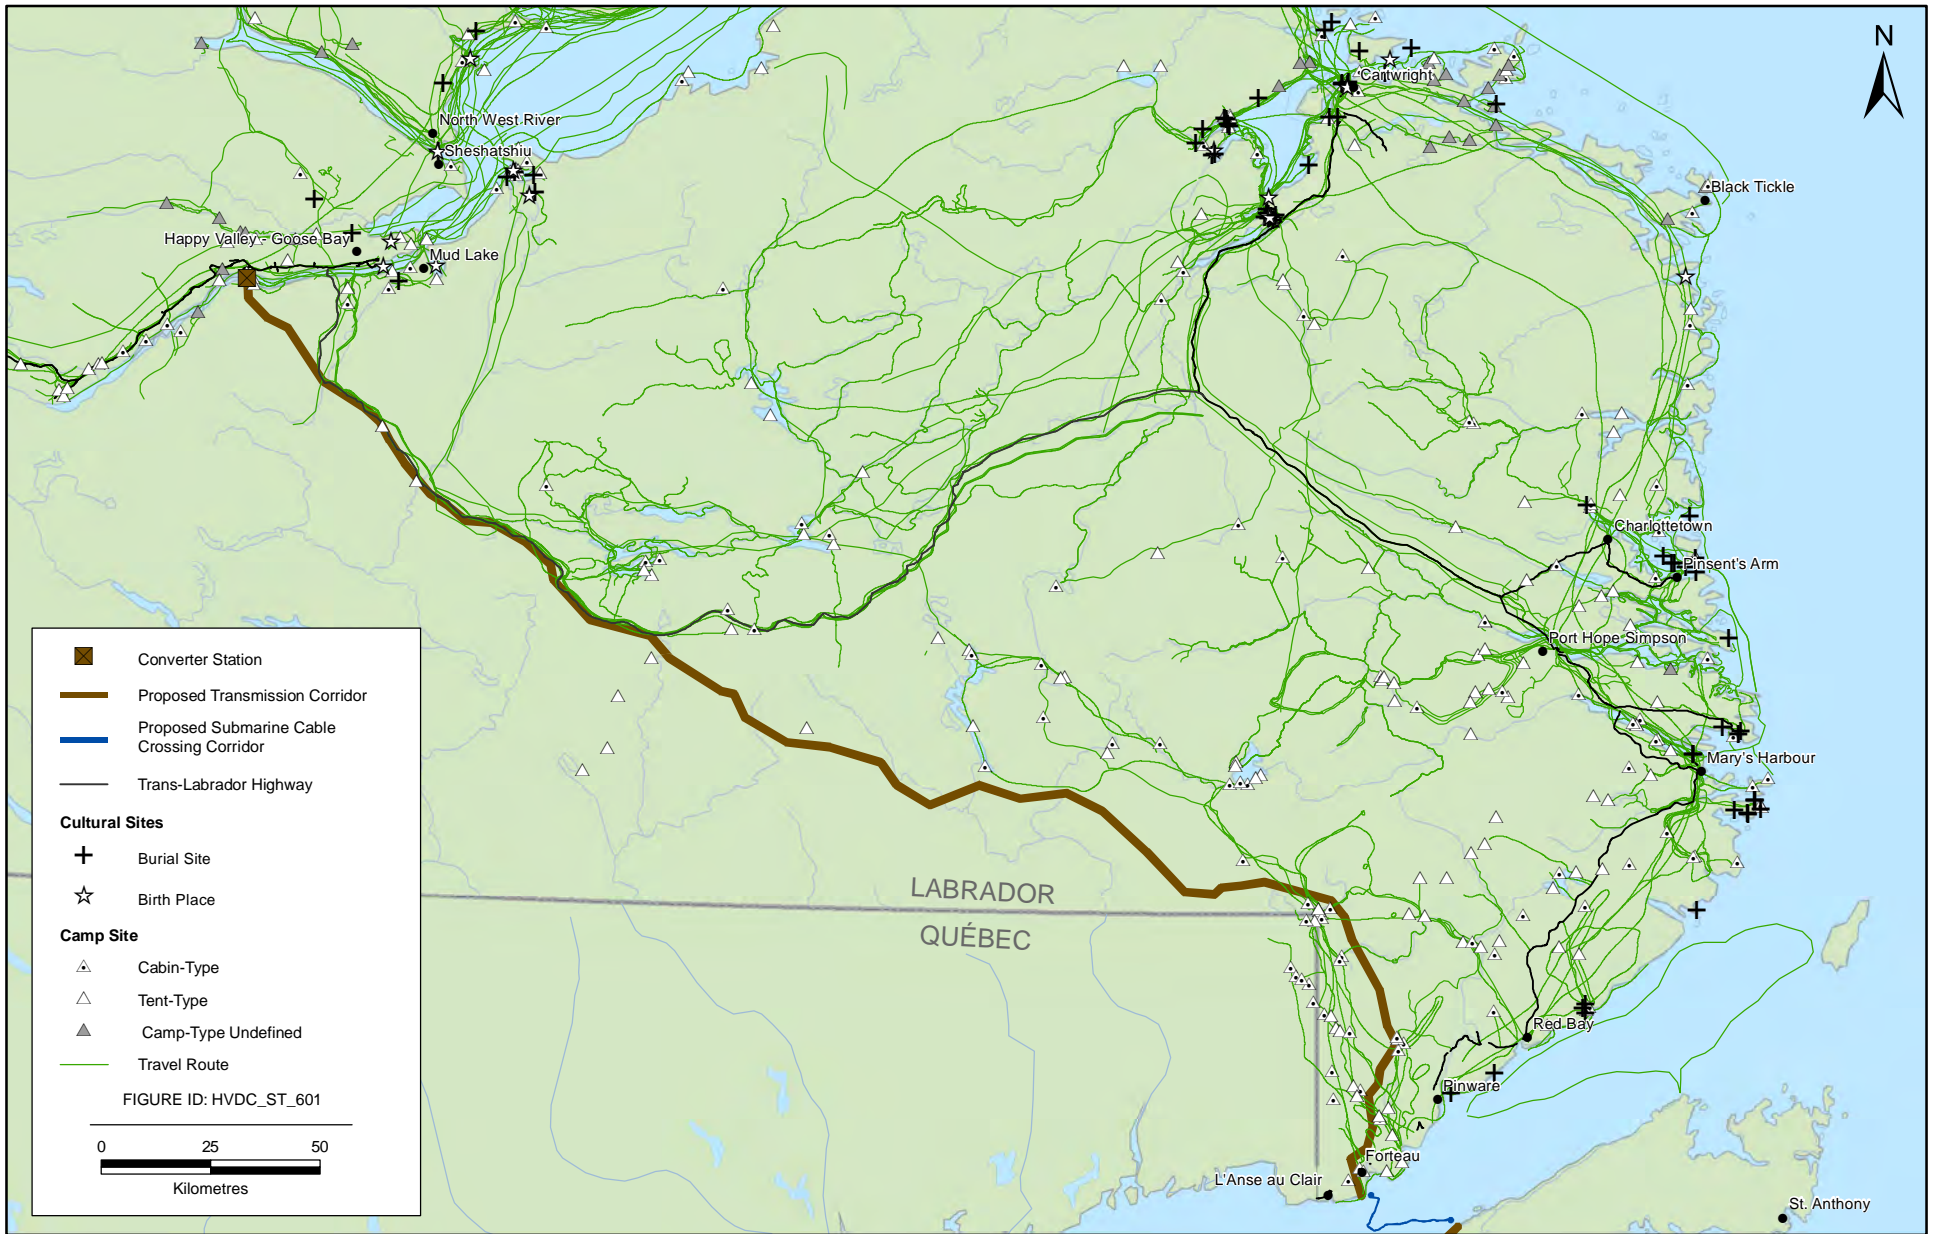 N
Cartwright
North West River
Sheshatshiu
Black Tickle
Happy Valley - Goose Bay
Mud Lake
Charlottetown
Pinsent's Arm
Port Hope Simpson
Mary's Harbour
LABRADOR
QUÉBEC
Red Bay
Pinware
Forteau
L'Anse au Clair
St. Anthony
Converter Station
Proposed Transmission Corridor
Proposed Submarine Cable
Crossing Corridor
Trans-Labrador Highway
Cultural Sites
Burial Site
Birth Place
Camp Site
Cabin-Type
Tent-Type
Camp-Type Undefined
Travel Route
FIGURE ID: HVDC_ST_601
0 25 50
Kilometres